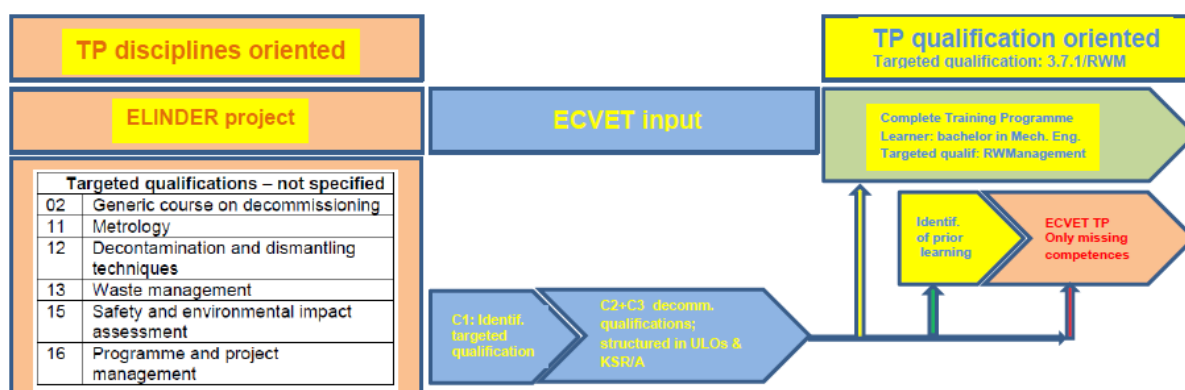 TP disciplines oriented
TP qualification oriented
Targeted qualification: 3.7.1/RWM
ELINDER project
ECVET input
Complete Training Programme
Learner: bachelor in Mech. Eng.
Targeted qualif: RWManagement
Targeted qualifications – not specified
02 Generic course on decommissioning
11 Metrology
12 Decontamination and dismantling
techniques
13 Waste management
15 Safety and environmental impact
assessment
16 Programme and project
management
C1: Identif.
targeted
qualification
C2+C3 decomm.
qualifications;
structured in ULOs &
KSR/A
Identif.
of prior
learning
ECVET TP
Only missing
competences